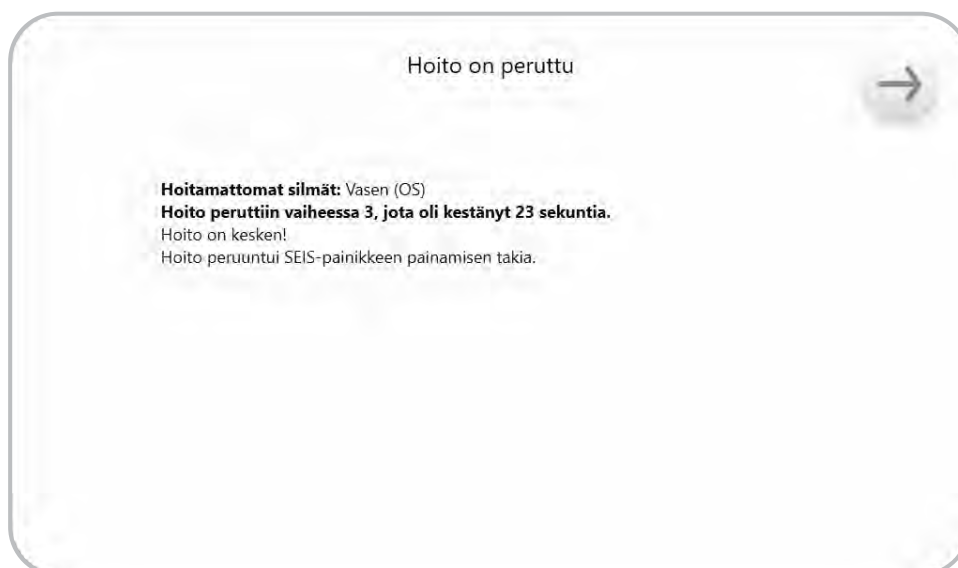 Hoito on peruttu
Hoitamattomat silmät: Vasen (OS)
Hoito peruttiin vaiheessa 3, jota oli kestänyt 23 sekuntia.
Hoito on kesken!
Hoito peruuntui SEIS-painikkeen painamisen takia.